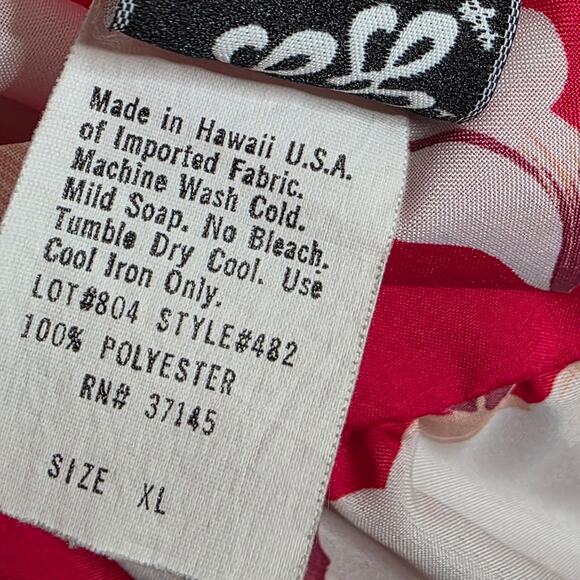 Made in Hawaii U.S.A.
of Imported Fabric.
Machine Wash Cold.
Mild Soap. No Bleach.
Tumble Dry Cool. Use
Cool Iron Only.
LOT#804 STYLE#482
100% POLYESTER
RN# 37145
SIZE XL